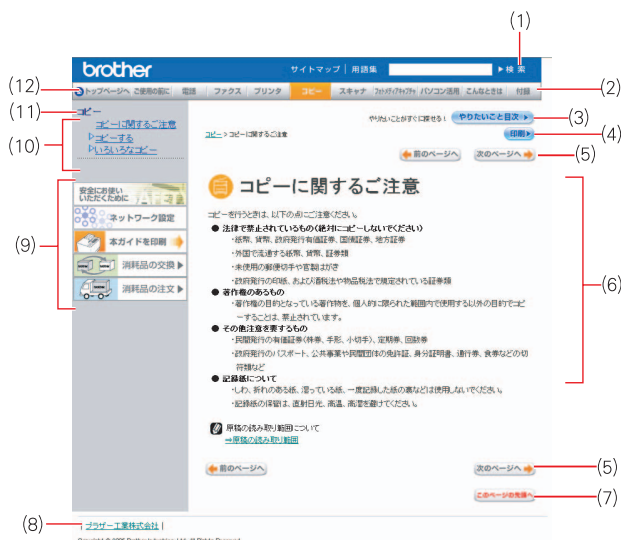 (1)
brother
サイトマップ│用語集
▶検 索
(12)
トップページへ ご使用の前に 電話 ファクス プリンタ コピー スキャナ フォトメディアキャプチャ パソコン活用 こんなときは 付録
(2)
(11)
コピー
やりたいことがすぐに探せる! やりたいこと目次
(3)
(10)
コピーに関するご注意
コピーする
いろいろなコピー
コピー > コピーに関するご注意
印刷
(4)
前のページへ 次のページへ
(5)
(9)
安全にお使い
いただくために SAFETY
ネットワーク設定
本ガイドを印刷
消耗品の交換▶
消耗品の注文▶
コピーに関するご注意
(6)
コピーを行うときは、以下の点にご注意ください。
● 法律で禁止されているもの(絶対にコピーしないでください)
・紙幣、貨幣、政府発行有価証券、国債証券、地方証券
・外国で流通する紙幣、貨幣、証券類
・未使用の郵便切手や官製はがき
・政府発行の印紙、および酒税法や物品税法で規定されている証券類
● 著作権のあるもの
・著作権の目的となっている著作物を、個人的に限られた範囲内で使用する以外の目的でコピ
ーすることは、禁止されています。
● その他注意を要するもの
・民間発行の有価証券(株券、手形、小切手)、定期券、回数券
・政府発行のパスポート、公共事業や民間団体の免許証、身分証明書、通行券、食券などの切
符類など
● 記録紙について
・しわ、折れのある紙、湿っている紙、一度記録した紙の裏などは使用しないでください。
・記録紙の保管は、直射日光、高温、高湿を避けてください。
原稿の読み取り範囲について
⇒原稿の読み取り範囲
前のページへ 次のページへ
(5)
このページの先頭へ
(7)
(8)
│ブラザー工業株式会社│